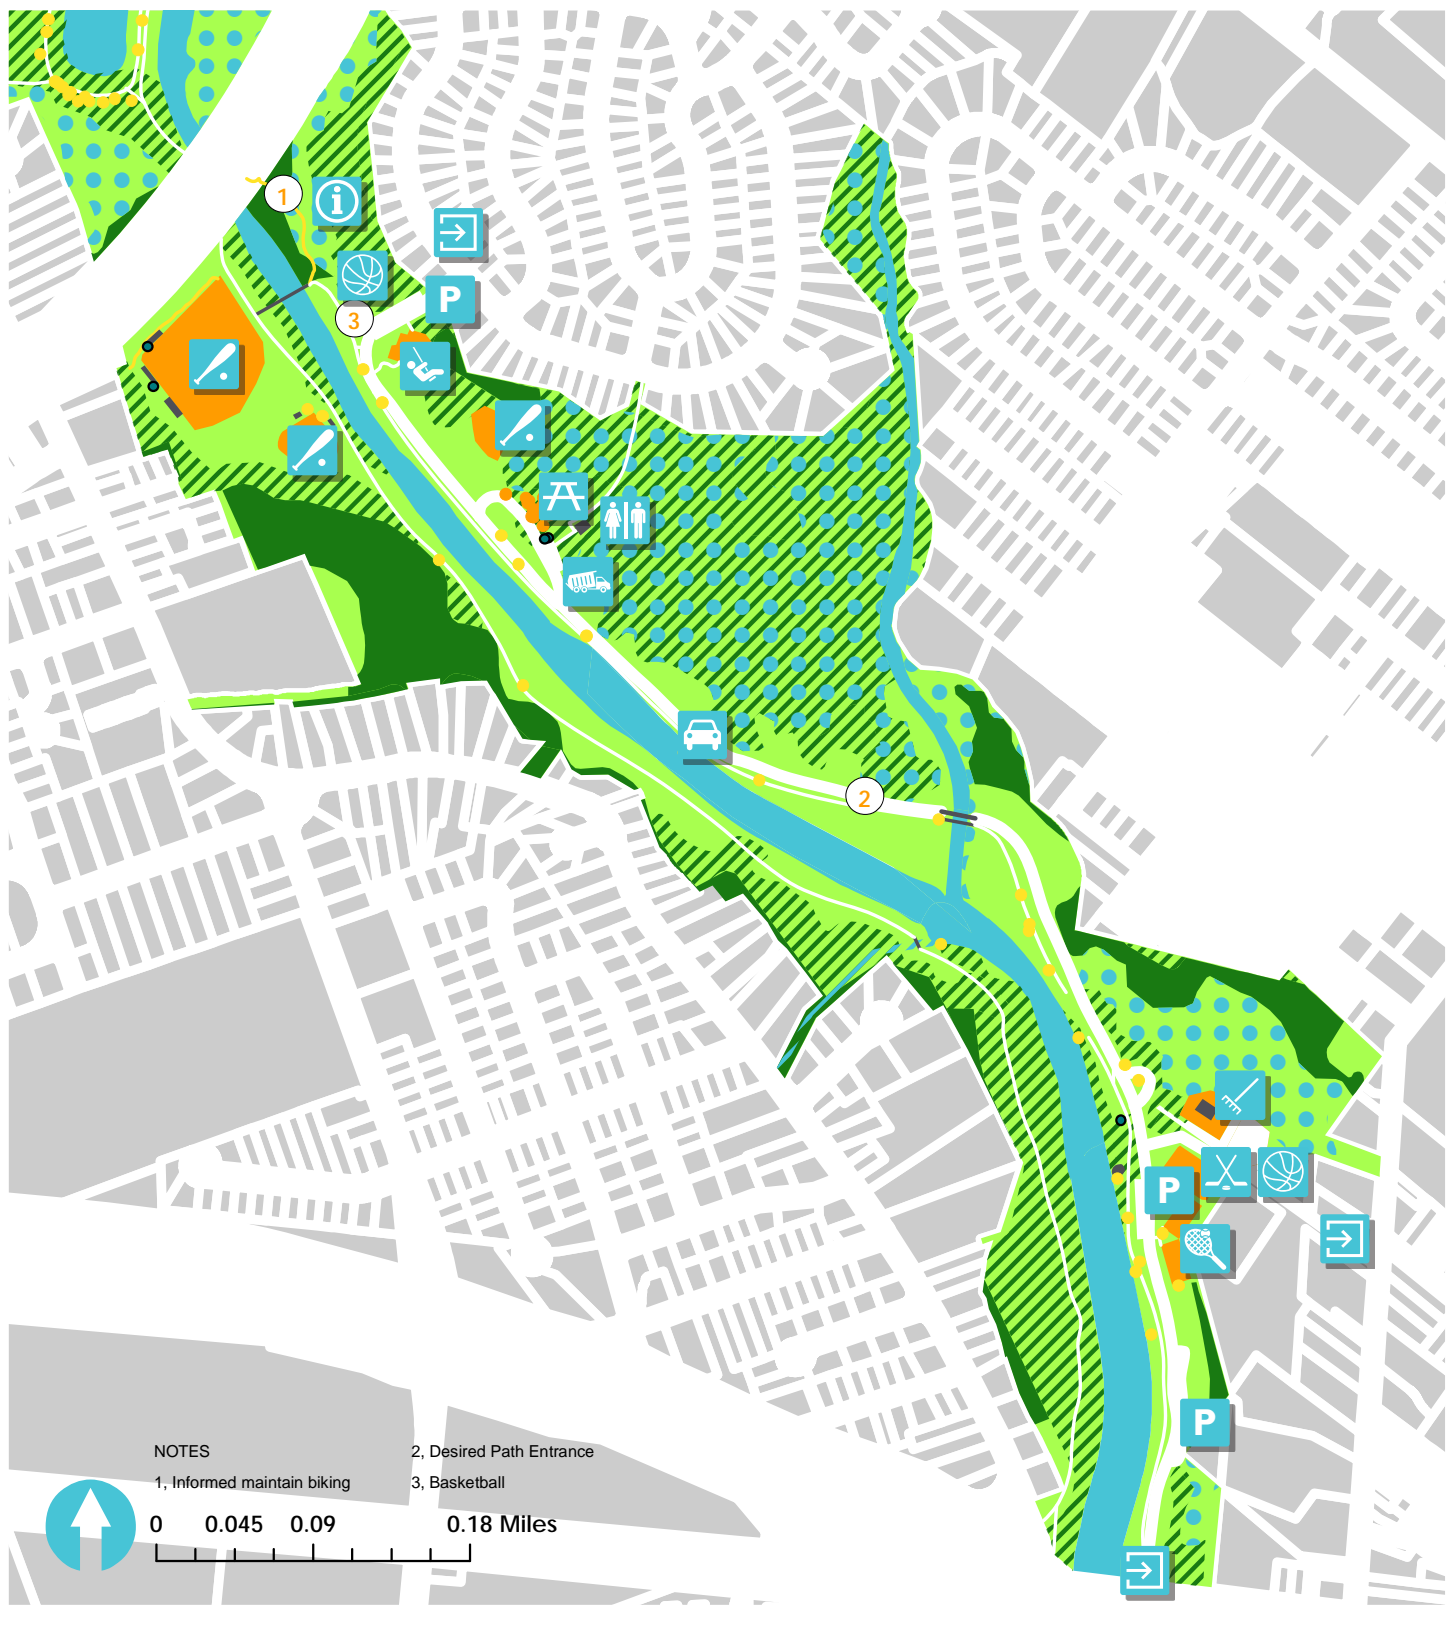 1
i
P
3
2
P
P
NOTES
1, Informed maintain biking
2, Desired Path Entrance
3, Basketball
0 0.045 0.09 0.18 Miles